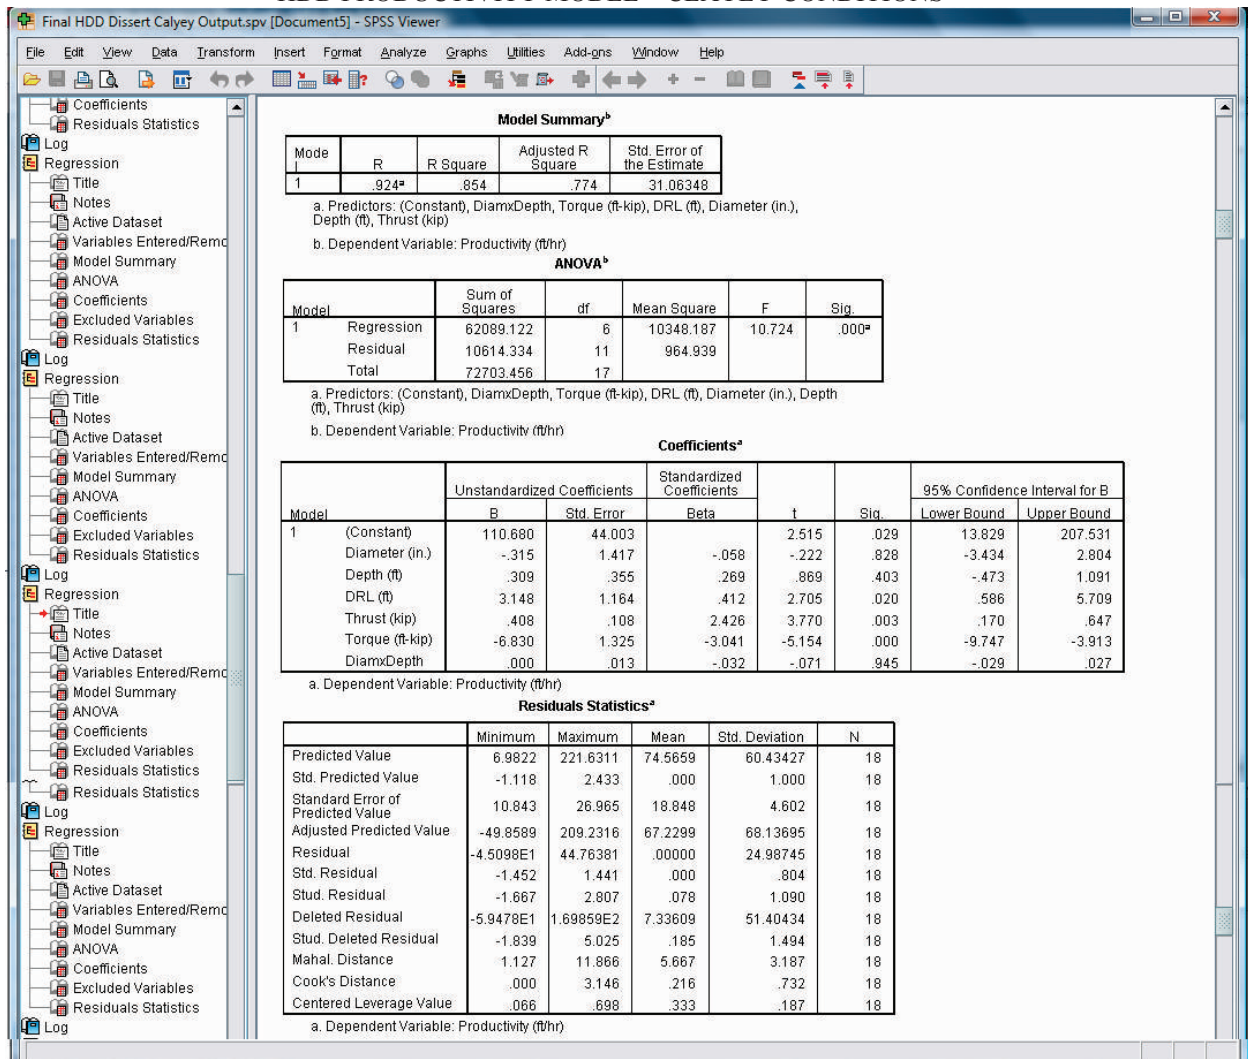 HDD PRODUCTIVITY MODEL – CLAYEY CONDITIONS
Final HDD Dissert Calyey Output.spv [Document5] - SPSS Viewer
File Edit View Data Transform Insert Format Analyze Graphs Utilities Add-ons Window Help
Coefficients
Residuals Statistics
Log
Regression
Title
Notes
Active Dataset
Variables Entered/Remo
Model Summary
ANOVA
Coefficients
Excluded Variables
Residuals Statistics
Log
Regression
Title
Notes
Active Dataset
Variables Entered/Remo
Model Summary
ANOVA
Coefficients
Excluded Variables
Residuals Statistics
Log
Regression
Title
Notes
Active Dataset
Variables Entered/Remo
Model Summary
ANOVA
Coefficients
Excluded Variables
Residuals Statistics
Residuals Statistics
Log
Regression
Title
Notes
Active Dataset
Variables Entered/Remo
Model Summary
ANOVA
Coefficients
Excluded Variables
Residuals Statistics
Log
Model Summaryb
Mode
l R R Square Adjusted R Square Std. Error of the Estimate
1 .924a .854 .774 31.06348
a. Predictors: (Constant), DiamxDepth, Torque (ft-kip), DRL (ft), Diameter (in.),
Depth (ft), Thrust (kip)
b. Dependent Variable: Productivity (ft/hr)
ANOVAb
Model Sum of Squares df Mean Square F Sig.
1 Regression 62089.122 6 10348.187 10.724 .000a
Residual 10614.334 11 964.939
Total 72703.456 17
a. Predictors: (Constant), DiamxDepth, Torque (ft-kip), DRL (ft), Diameter (in.), Depth
(ft), Thrust (kip)
b. Dependent Variable: Productivity (ft/hr)
Coefficientsa
Unstandardized Coefficients Standardized Coefficients 95% Confidence Interval for B
Model B Std. Error Beta t Sig. Lower Bound Upper Bound
1 (Constant) 110.680 44.003 2.515 .029 13.829 207.531
Diameter (in.) -.315 1.417 -.058 -.222 .828 -3.434 2.804
Depth (ft) .309 .355 .269 .869 .403 -.473 1.091
DRL (ft) 3.148 1.164 .412 2.705 .020 .586 5.709
Thrust (kip) .408 .108 2.426 3.770 .003 .170 .647
Torque (ft-kip) -6.830 1.325 -3.041 -5.154 .000 -9.747 -3.913
DiamxDepth .000 .013 -.032 -.071 .945 -.029 .027
a. Dependent Variable: Productivity (ft/hr)
Residuals Statisticsa
Minimum Maximum Mean Std. Deviation N
Predicted Value 6.9822 221.6311 74.5659 60.43427 18
Std. Predicted Value -1.118 2.433 .000 1.000 18
Standard Error of Predicted Value 10.843 26.965 18.848 4.602 18
Adjusted Predicted Value -49.8589 209.2316 67.2299 68.13695 18
Residual -4.5098E1 44.76381 .00000 24.98745 18
Std. Residual -1.452 1.441 .000 .804 18
Stud. Residual -1.667 2.807 .078 1.090 18
Deleted Residual -5.9478E1 1.69859E2 7.33609 51.40434 18
Stud. Deleted Residual -1.839 5.025 .185 1.494 18
Mahal. Distance 1.127 11.866 5.667 3.187 18
Cook's Distance .000 3.146 .216 .732 18
Centered Leverage Value .066 .698 .333 .187 18
a. Dependent Variable: Productivity (ft/hr)